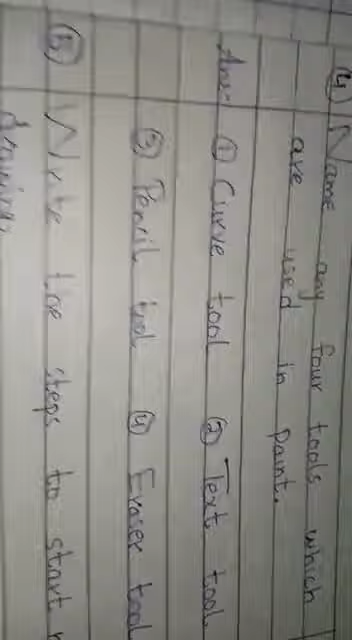 (4) Name any four tools which
are used in paint.
Ans: ① Curve tool ② Text tool
③ Pencil tool ④ Eraser tool
(5) Write the steps to start